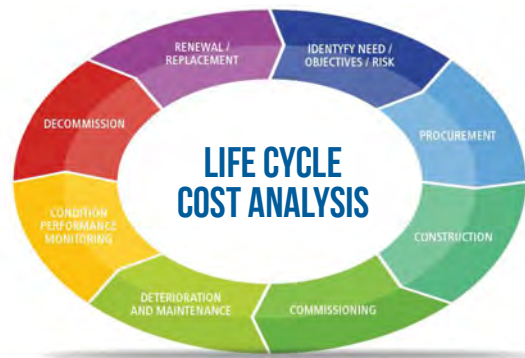 LIFE CYCLE
COST ANALYSIS
IDENTYFY NEED /
OBJECTIVES / RISK
PROCUREMENT
CONSTRUCTION
COMMISSIONING
DETERIORATION
AND MAINTENANCE
CONDITION
PERFORMANCE
MONITORING
DECOMMISSION
RENEWAL /
REPLACEMENT